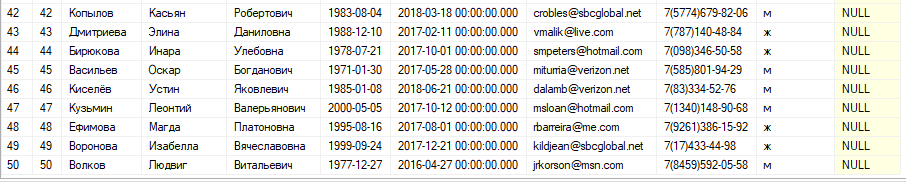 42 42 Копылов Касьян Робертович 1983-08-04 2018-03-18 00:00:00.000 crobles@sbcglobal.net 7(5774)679-82-06 м NULL
43 43 Дмитриева Элина Даниловна 1988-12-10 2017-02-11 00:00:00.000 vmalik@live.com 7(787)140-48-84 ж NULL
44 44 Бирюкова Инара Улебовна 1978-07-21 2017-10-01 00:00:00.000 smpeters@hotmail.com 7(098)346-50-58 ж NULL
45 45 Васильев Оскар Богданович 1971-01-30 2017-05-28 00:00:00.000 miturria@verizon.net 7(585)801-94-29 м NULL
46 46 Киселёв Устин Яковлевич 1985-01-08 2018-06-21 00:00:00.000 dalamb@verizon.net 7(83)334-52-76 м NULL
47 47 Кузьмин Леонтий Валерьянович 2000-05-05 2017-10-12 00:00:00.000 msloan@hotmail.com 7(1340)148-90-68 м NULL
48 48 Ефимова Магда Платоновна 1995-08-16 2017-08-01 00:00:00.000 rbarreira@me.com 7(9261)386-15-92 ж NULL
49 49 Воронова Изабелла Вячеславовна 1999-09-24 2017-12-21 00:00:00.000 kildjean@sbcglobal.net 7(17)433-44-98 ж NULL
50 50 Волков Людвиг Витальевич 1977-12-27 2016-04-27 00:00:00.000 jrkorson@msn.com 7(8459)592-05-58 м NULL